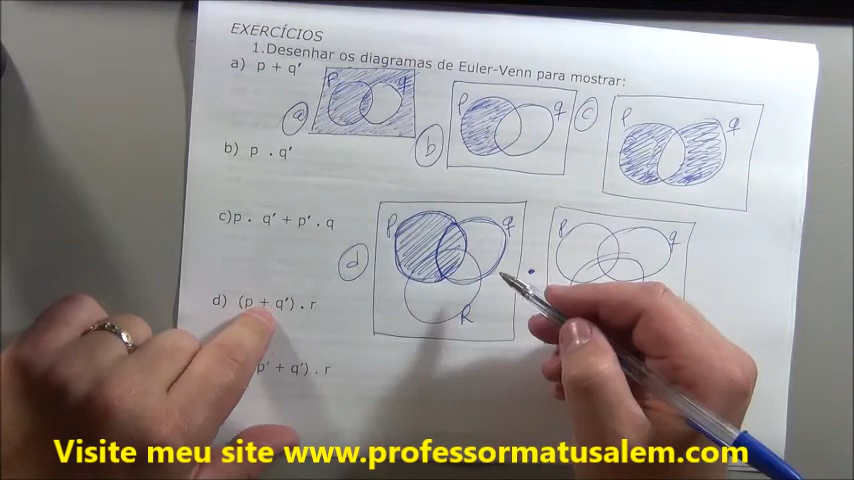 EXERCÍCIOS
1.Desenhar os diagramas de Euler-Venn para mostrar:
a) p + q'
a
P
q
b
P
q
c
P
q
b) p . q'
c)p . q' + p' . q
d
P
q
R
P
q
d) (p + q') . r
p' + q') . r
Visite meu site www.professormatusalem.com